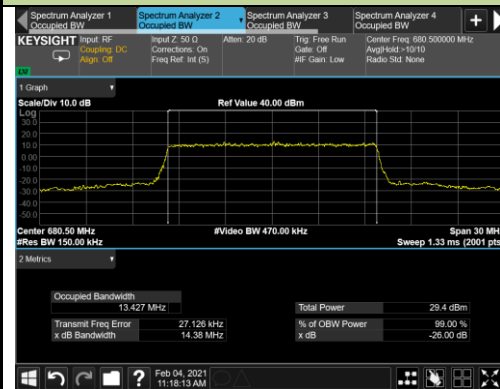 Spectrum Analyzer 1
Occupied BW
Spectrum Analyzer 2
Occupied BW
Spectrum Analyzer 3
Occupied BW
Spectrum Analyzer 4
Occupied BW
KEYSIGHT
Input: RF
Coupling: DC
Align: Off
Input Z: 50 Ω
Corrections: On
Freq Ref: Int (S)
Atten: 20 dB
Trig: Free Run
Gate: Off
#IF Gain: Low
Center Freq: 680.500000 MHz
Avg|Hold:>10/10
Radio Std: None
1 Graph
Scale/Div 10.0 dB
Ref Value 40.00 dBm
Log
30.0
20.0
10.0
0.00
-10.0
-20.0
-30.0
-40.0
-50.0
Center 680.50 MHz
#Video BW 470.00 kHz
Span 30 MH
#Res BW 150.00 kHz
Sweep 1.33 ms (2001 pts
2 Metrics
Occupied Bandwidth
13.427 MHz
Total Power 29.4 dBm
Transmit Freq Error 27.126 kHz
% of OBW Power 99.00 %
x dB Bandwidth 14.38 MHz
x dB -26.00 dB
?
Feb 04, 2021
11:18:13 AM